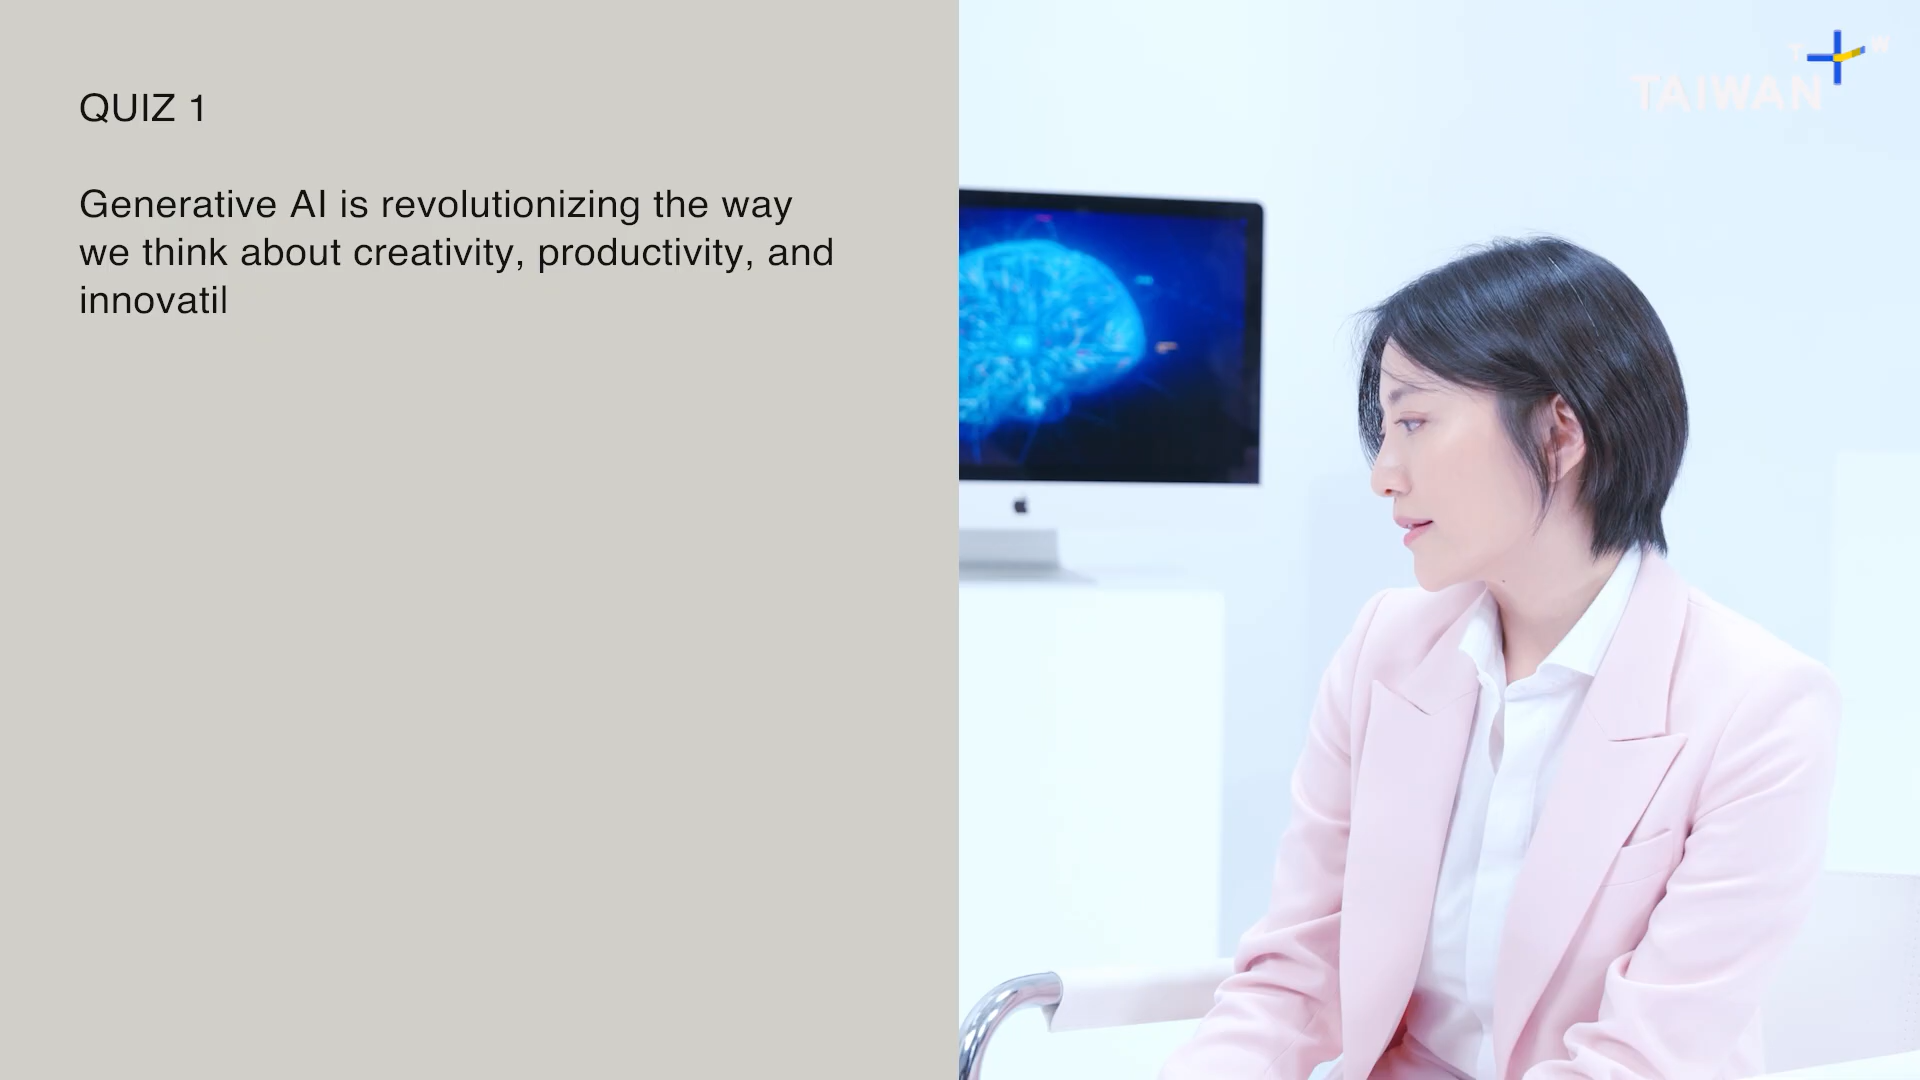 QUIZ 1
Generative AI is revolutionizing the way
we think about creativity, productivity, and
innovatil
TAIWAN